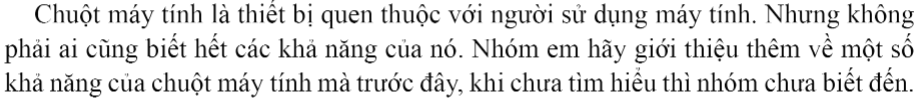 Chuột máy tính là thiết bị quen thuộc với người sử dụng máy tính. Nhưng không
phải ai cũng biết hết các khả năng của nó. Nhóm em hãy giới thiệu thêm về một số
khả năng của chuột máy tính mà trước đây, khi chưa tìm hiểu thì nhóm chưa biết đến.